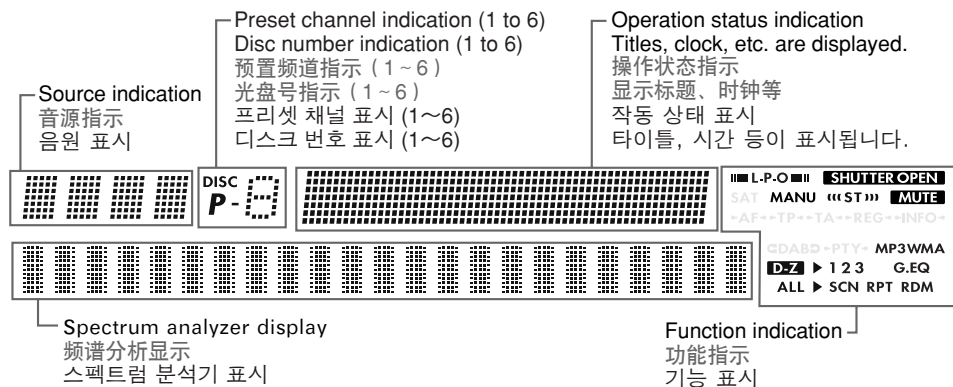 Preset channel indication (1 to 6)
Disc number indication (1 to 6)
预置频道指示(1~6)
光盘号指示(1~6)
프리셋 채널 표시 (1～6)
디스크 번호 표시 (1～6)
Operation status indication
Titles, clock, etc. are displayed.
操作状态指示
显示标题、时钟等
작동 상태 표시
타이틀, 시간 등이 표시됩니다.
Source indication
音源指示
음원 표시
DISC
P-
L-P-O SHUTTER OPEN
SAT MANU ST MUTE
AF TP TA REG INFO
DAB PTY MP3WMA
D-Z ▶ 1 2 3 G.EQ
ALL ▶ SCN RPT RDM
Spectrum analyzer display
频谱分析显示
스펙트럼 분석기 표시
Function indication
功能指示
기능 표시